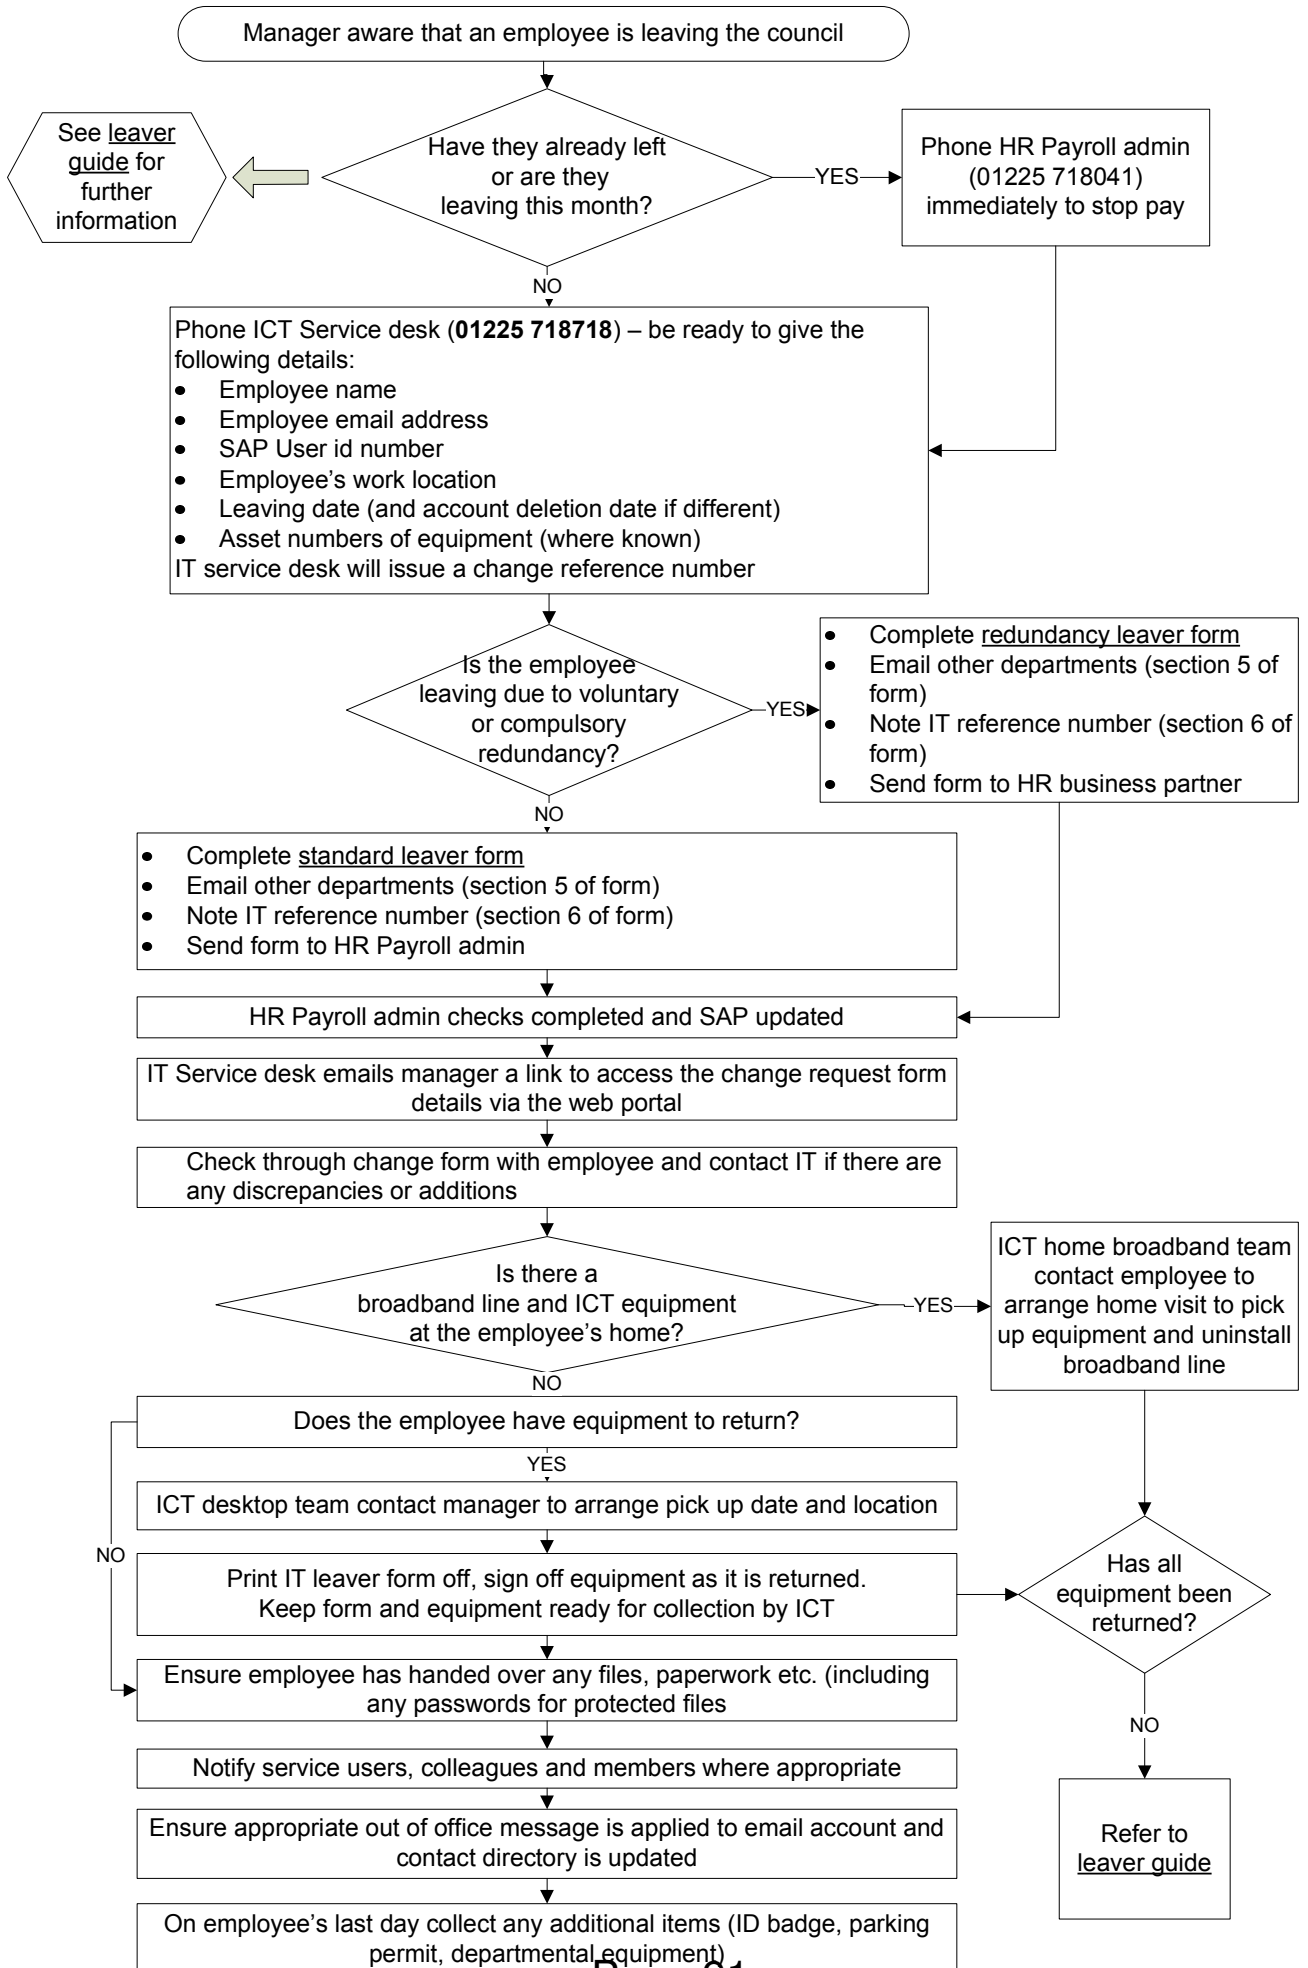 Manager aware that an employee is leaving the council
See leaver
guide for
further
information
Have they already left
or are they
leaving this month?
YES
Phone HR Payroll admin
(01225 718041)
immediately to stop pay
NO
Phone ICT Service desk (01225 718718) – be ready to give the
following details:
• Employee name
• Employee email address
• SAP User id number
• Employee's work location
• Leaving date (and account deletion date if different)
• Asset numbers of equipment (where known)
IT service desk will issue a change reference number
Is the employee
leaving due to voluntary
or compulsory
redundancy?
YES
• Complete redundancy leaver form
• Email other departments (section 5 of
form)
• Note IT reference number (section 6 of
form)
• Send form to HR business partner
NO
• Complete standard leaver form
• Email other departments (section 5 of form)
• Note IT reference number (section 6 of form)
• Send form to HR Payroll admin
HR Payroll admin checks completed and SAP updated
IT Service desk emails manager a link to access the change request form
details via the web portal
Check through change form with employee and contact IT if there are
any discrepancies or additions
Is there a
broadband line and ICT equipment
at the employee's home?
YES
ICT home broadband team
contact employee to
arrange home visit to pick
up equipment and uninstall
broadband line
NO
Does the employee have equipment to return?
YES
ICT desktop team contact manager to arrange pick up date and location
NO
Print IT leaver form off, sign off equipment as it is returned.
Keep form and equipment ready for collection by ICT
Has all
equipment been
returned?
Ensure employee has handed over any files, paperwork etc. (including
any passwords for protected files
NO
Notify service users, colleagues and members where appropriate
Ensure appropriate out of office message is applied to email account and
contact directory is updated
Refer to
leaver guide
On employee's last day collect any additional items (ID badge, parking
permit, departmental equipment)